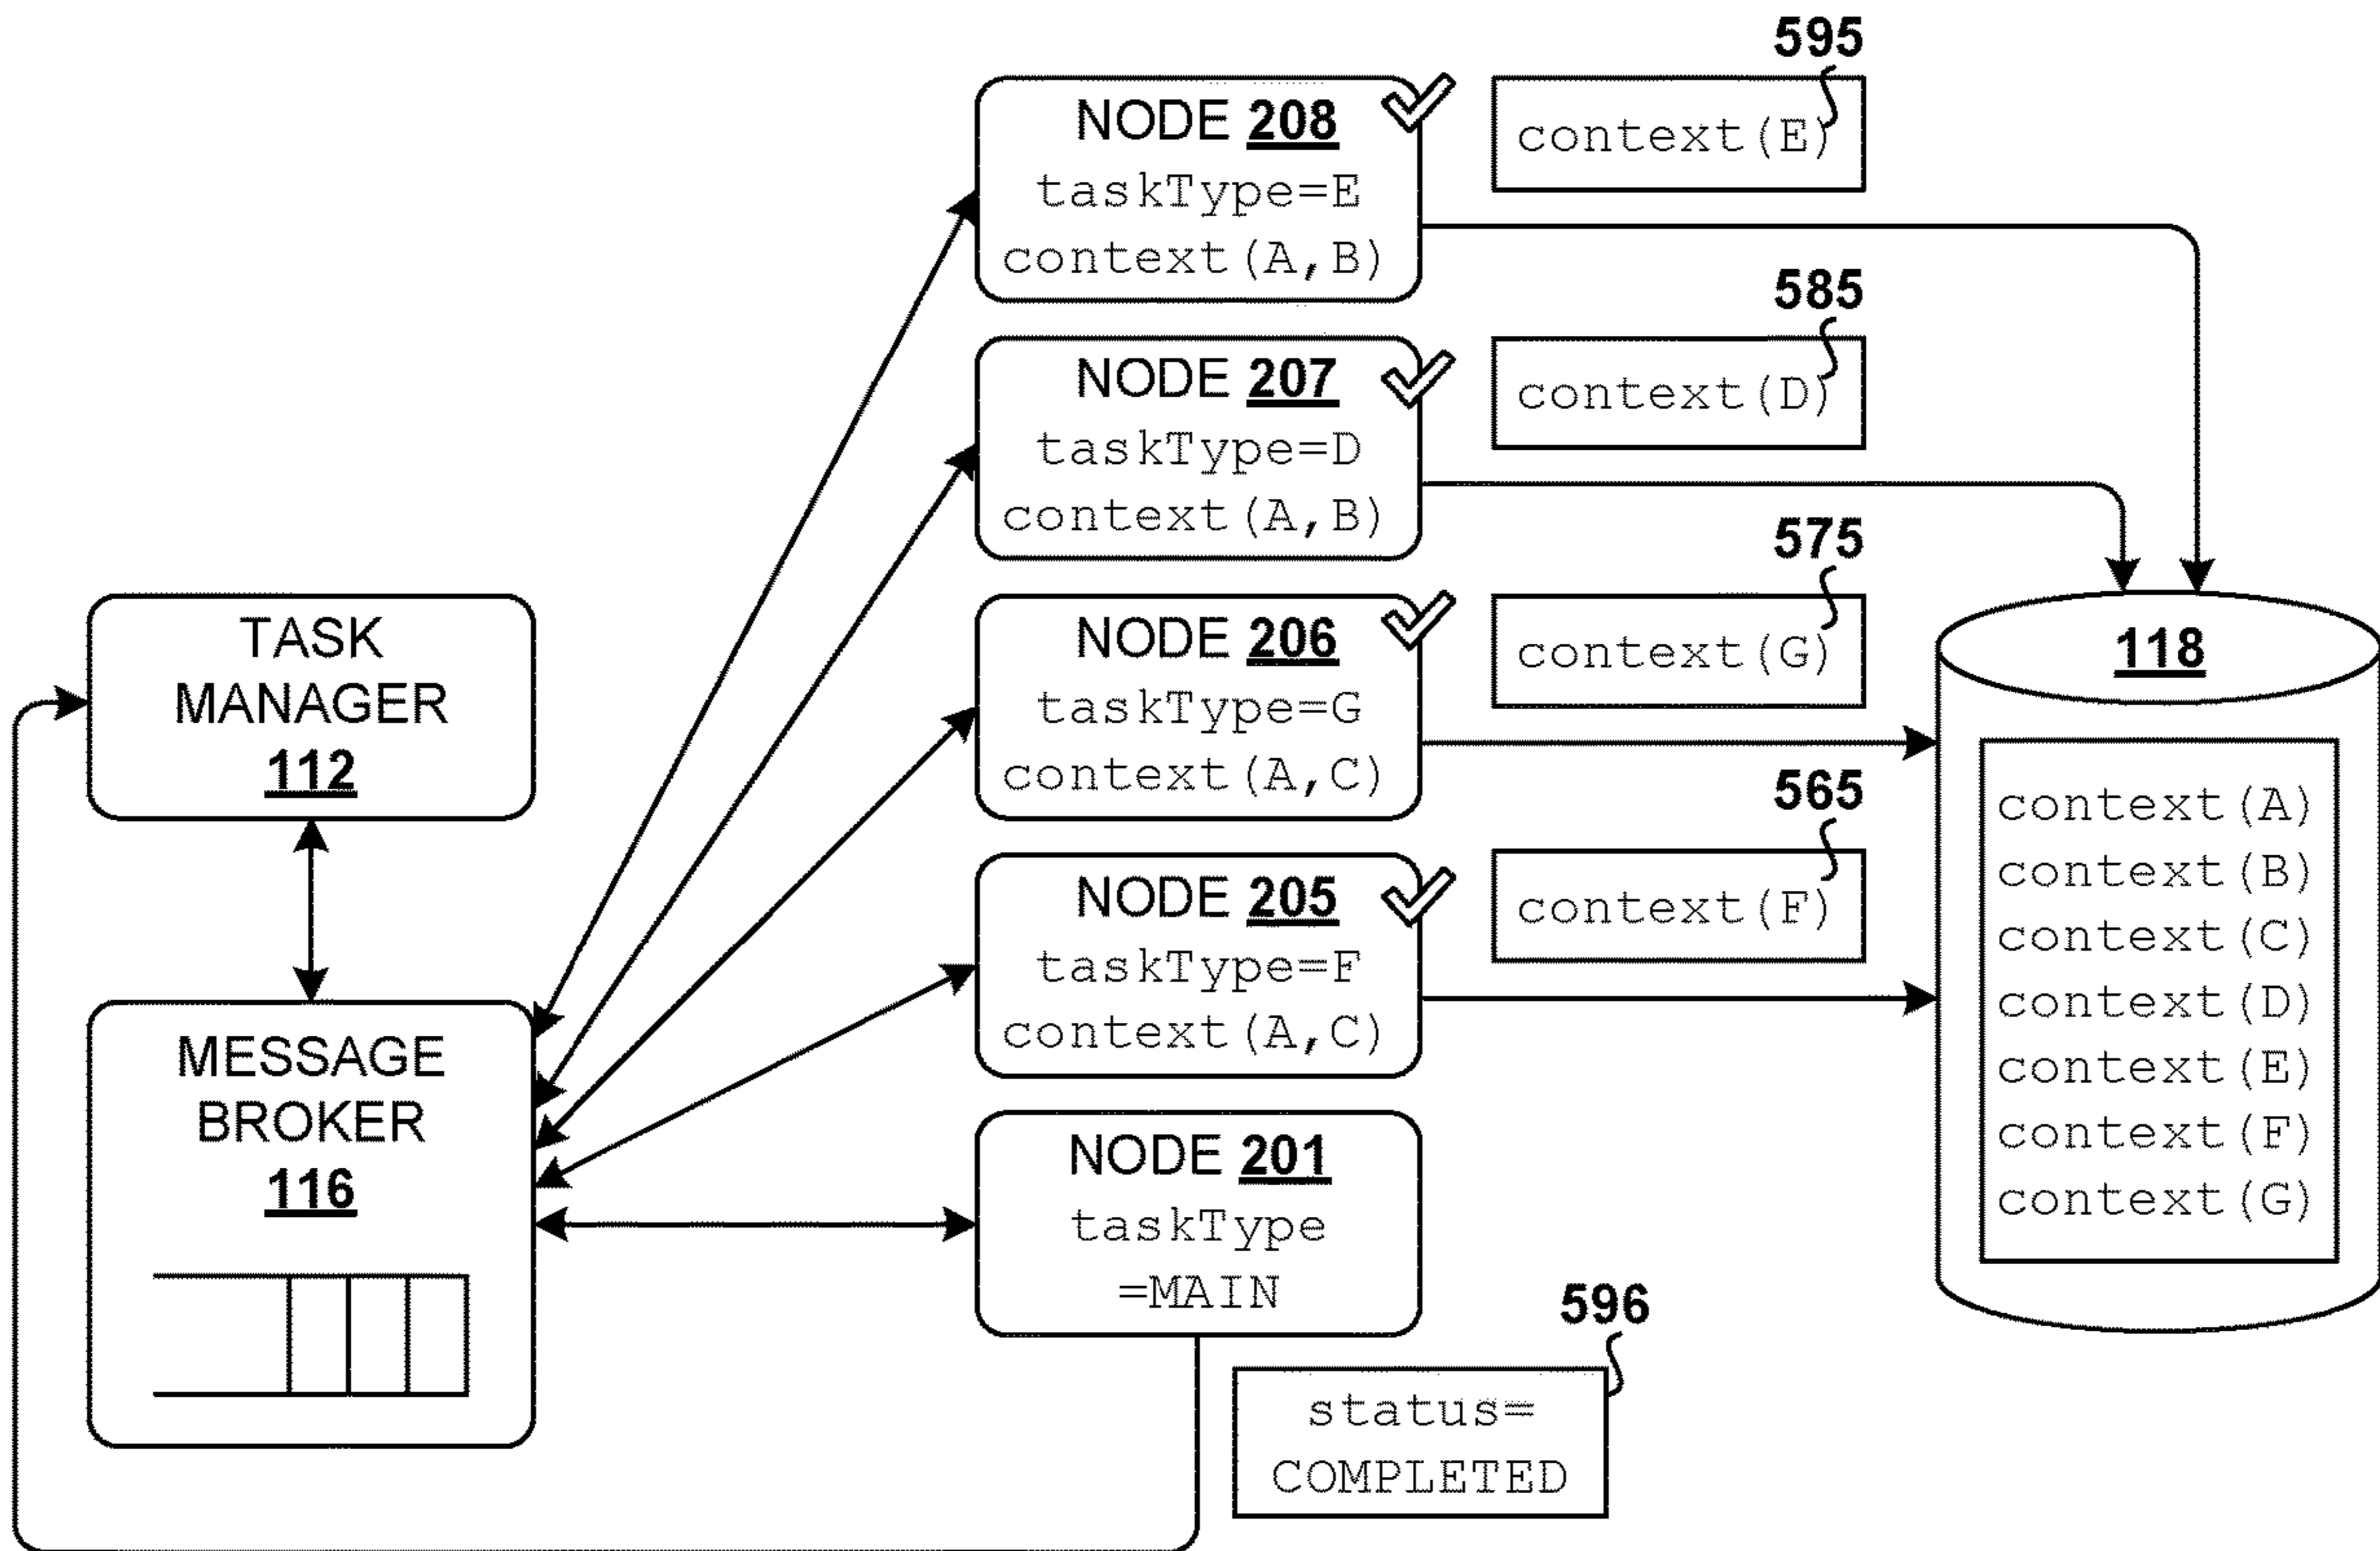 595
NODE 208
taskType=E
context(A,B)
context(E)
585
NODE 207
taskType=D
context(A,B)
context(D)
575
NODE 206
taskType=G
context(A,C)
context(G)
565
NODE 205
taskType=F
context(A,C)
context(F)
NODE 201
taskType
=MAIN
596
status=
COMPLETED
TASK
MANAGER
112
MESSAGE
BROKER
116
118
context(A)
context(B)
context(C)
context(D)
context(E)
context(F)
context(G)